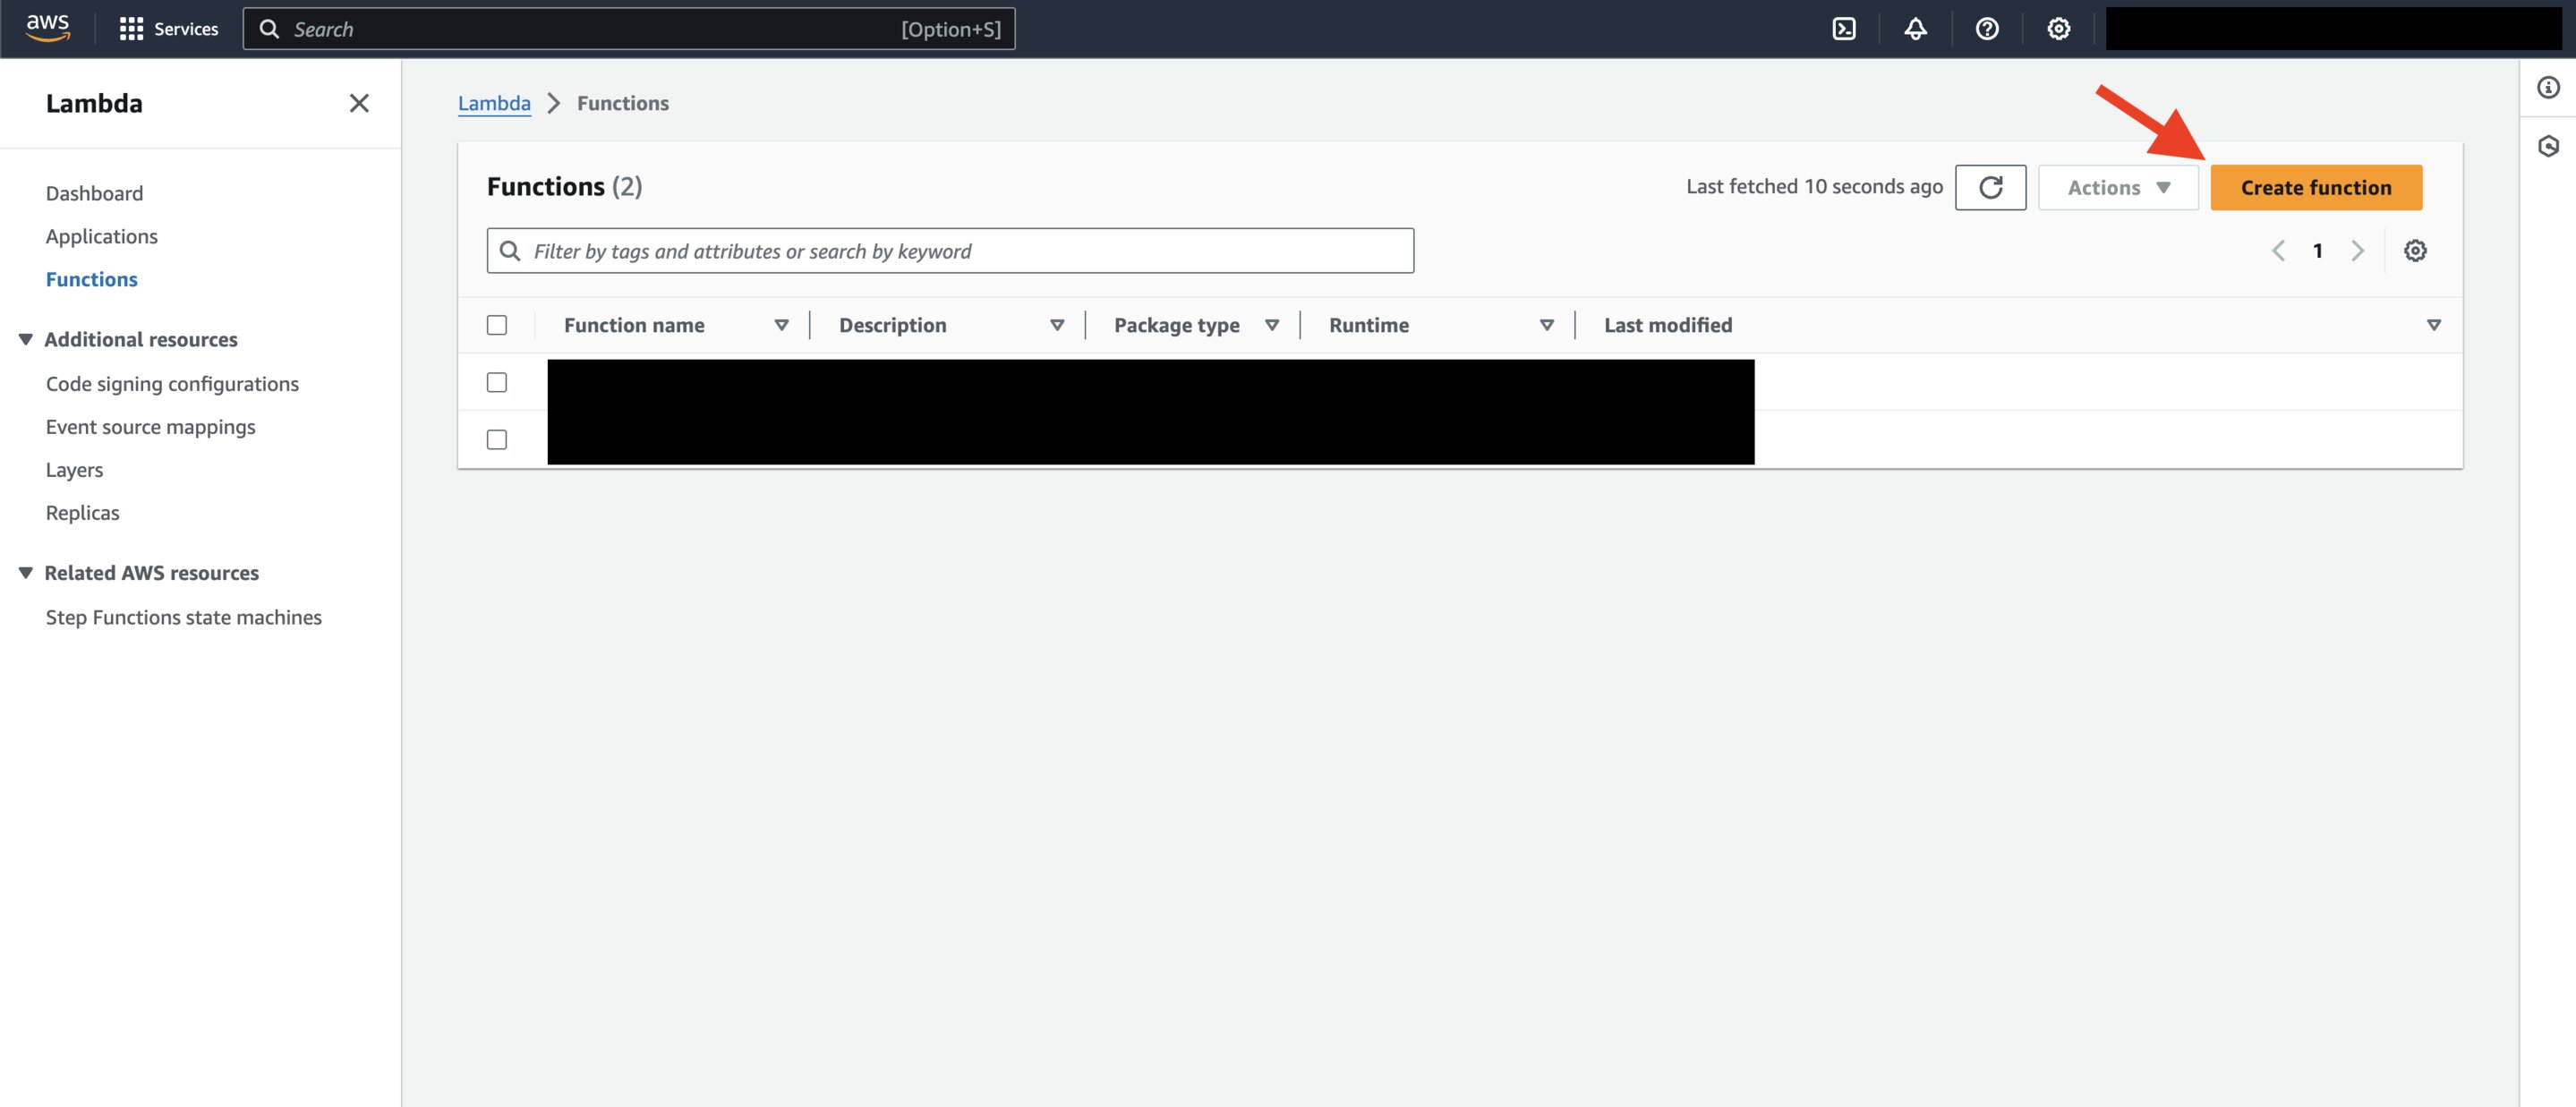 aws Services Search [Option+S]
Lambda
Dashboard
Applications
Functions
Additional resources
Code signing configurations
Event source mappings
Layers
Replicas
Related AWS resources
Step Functions state machines
Lambda Functions
Functions (2) Last fetched 10 seconds ago Actions Create function
Filter by tags and attributes or search by keyword 1
Function name Description Package type Runtime Last modified